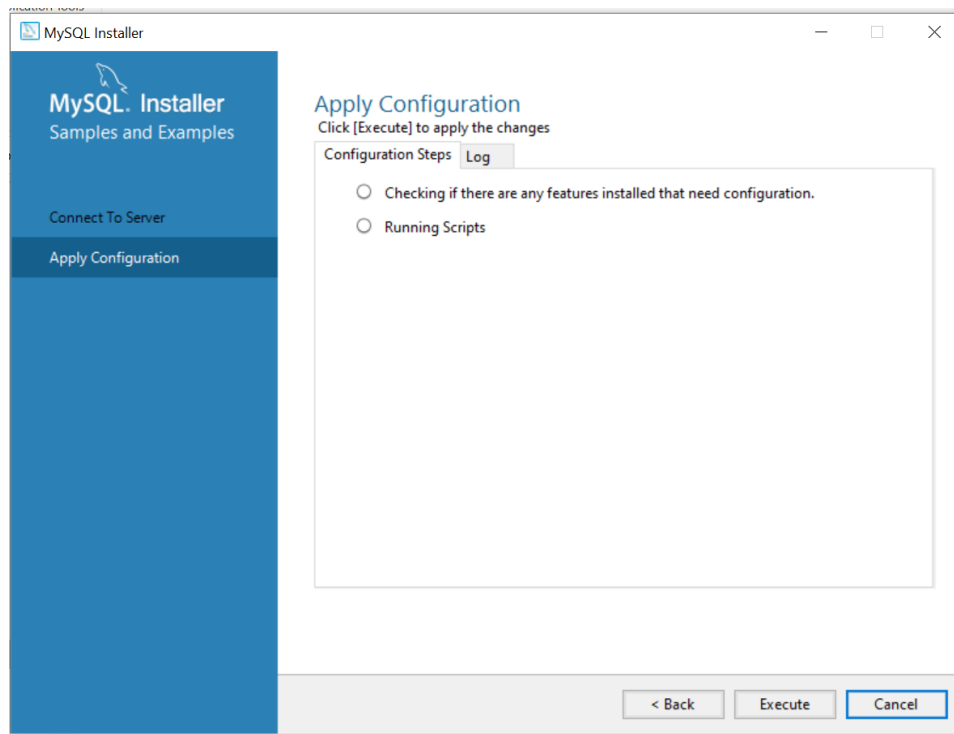 MySQL Installer
MySQL. Installer
Samples and Examples
Connect To Server
Apply Configuration
Apply Configuration
Click [Execute] to apply the changes
Configuration Steps Log
Checking if there are any features installed that need configuration.
Running Scripts
< Back Execute Cancel